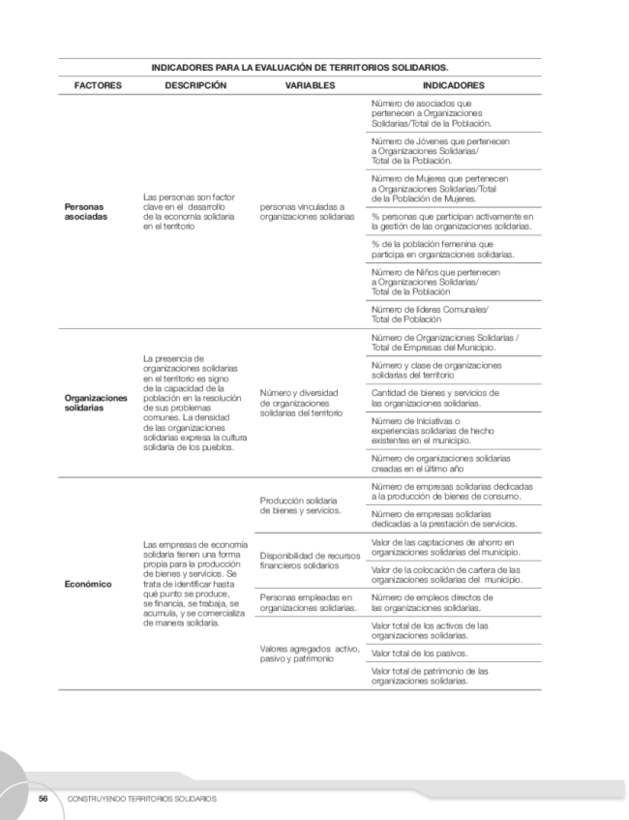 INDICADORES PARA LA EVALUACIÓN DE TERRITORIOS SOLIDARIOS.
FACTORES DESCRIPCIÓN VARIABLES INDICADORES
Personas
asociadas
Las personas son factor
clave en el desarrollo
de la economía solidaria
en el territorio
personas vinculadas a
organizaciones solidarias
Número de asociados que
pertenecen a Organizaciones
Solidarias/Total de la Población.
Número de Jóvenes que pertenecen
a Organizaciones Solidarias/
Total de la Población.
Número de Mujeres que pertenecen
a Organizaciones Solidarias/Total
de la Población de Mujeres.
% personas que participan activamente en
la gestión de las organizaciones solidarias.
% de la población femenina que
participa en organizaciones solidarias.
Número de Niños que pertenecen
a Organizaciones Solidarias/
Total de la Población
Número de líderes Comunales/
Total de Población
Organizaciones
solidarias
La presencia de
organizaciones solidarias
en el territorio es signo
de la capacidad de la
población en la resolución
de sus problemas
comunes. La densidad
de las organizaciones
solidarias expresa la cultura
solidaria de los pueblos.
Número y diversidad
de organizaciones
solidarias del territorio
Número de Organizaciones Solidarias /
Total de Empresas del Municipio.
Número y clase de organizaciones
solidarias del territorio
Cantidad de bienes y servicios de
las organizaciones solidarias.
Número de Iniciativas o
experiencias solidarias de hecho
existentes en el municipio.
Número de organizaciones solidarias
creadas en el último año
Económico
Las empresas de economía
solidaria tienen una forma
propia para la producción
de bienes y servicios. Se
trata de identificar hasta
qué punto se produce,
se financia, se trabaja, se
acumula, y se comercializa
de manera solidaria.
Producción solidaria
de bienes y servicios.
Número de empresas solidarias dedicadas
a la producción de bienes de consumo.
Número de empresas solidarias
dedicadas a la prestación de servicios.
Disponibilidad de recursos
financieros solidarios
Valor de las captaciones de ahorro en
organizaciones solidarias del municipio.
Valor de la colocación de cartera de las
organizaciones solidarias del municipio.
Personas empleadas en
organizaciones solidarias.
Número de empleos directos de
las organizaciones solidarias.
Valores agregados activo,
pasivo y patrimonio
Valor total de los activos de las
organizaciones solidarias.
Valor total de los pasivos.
Valor total de patrimonio de las
organizaciones solidarias.
56 CONSTRUYENDO TERRITORIOS SOLIDARIOS